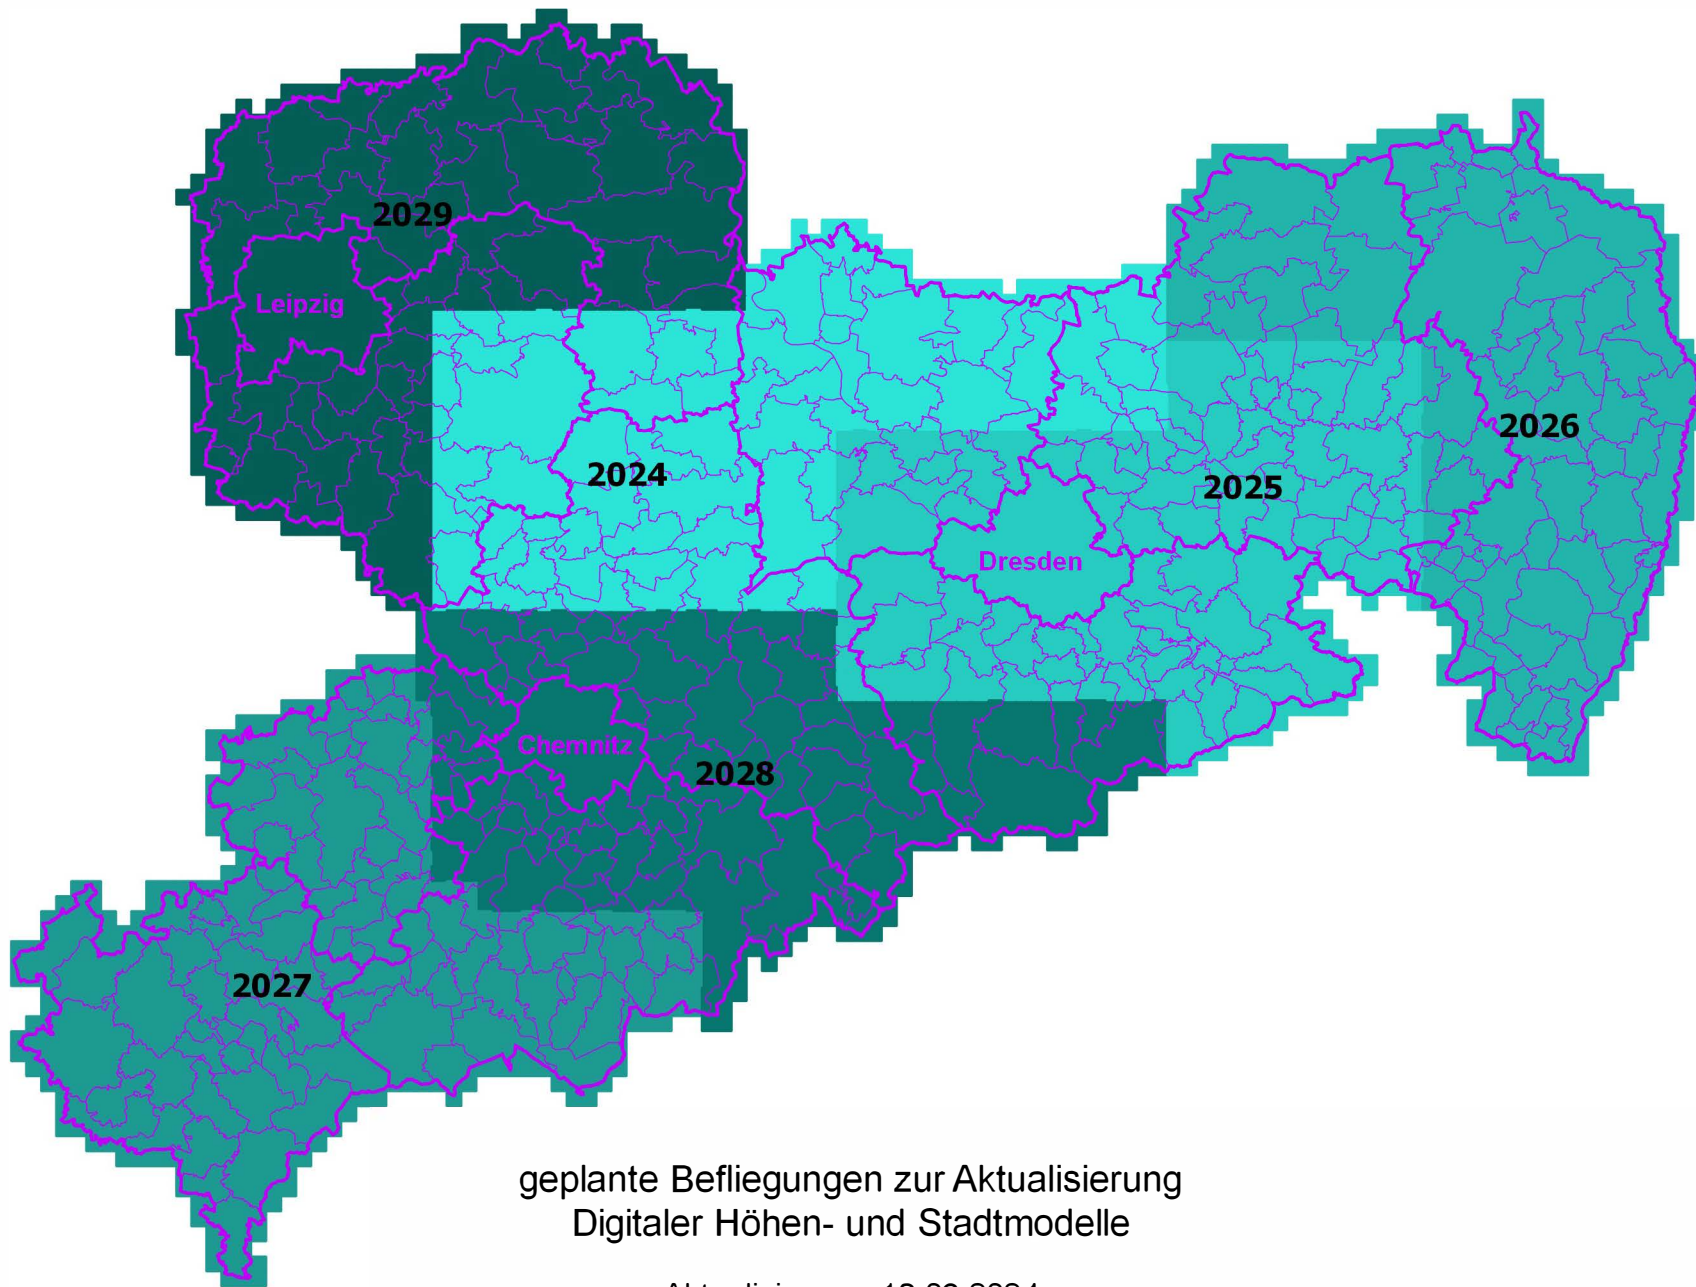 2029
Leipzig
2026
2024
2025
Dresden
Chemnitz
2028
2027
geplante Befliegungen zur Aktualisierung
Digitaler Höhen- und Stadtmodelle